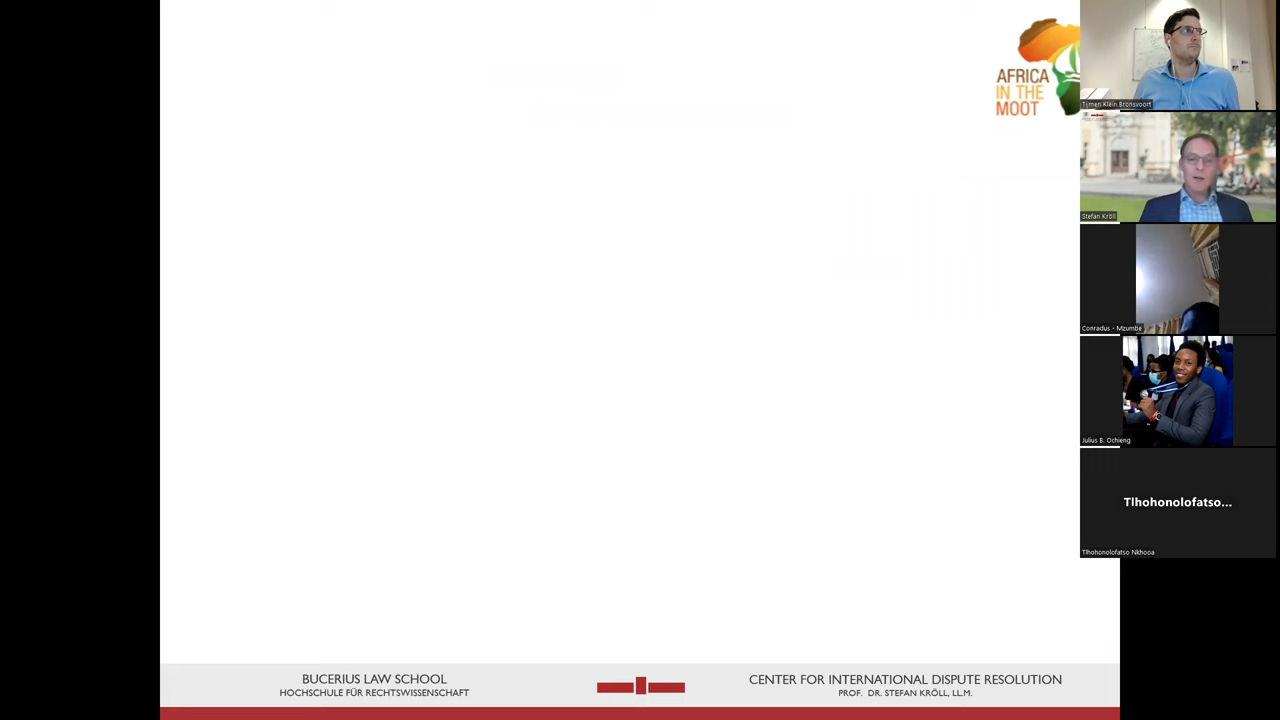 AFRICA
IN THE
MOOT
Tijmen Klein Bronsvoort
Stefan Kröll
Conradus - Mzumbe
Julius B. Ochieng
Tlhohonolofatso...
Tlhohonolofatso Nkhooa
BUCERIUS LAW SCHOOL
HOCHSCHULE FÜR RECHTSWISSENSCHAFT
CENTER FOR INTERNATIONAL DISPUTE RESOLUTION
PROF. DR. STEFAN KRÖLL, LL.M.